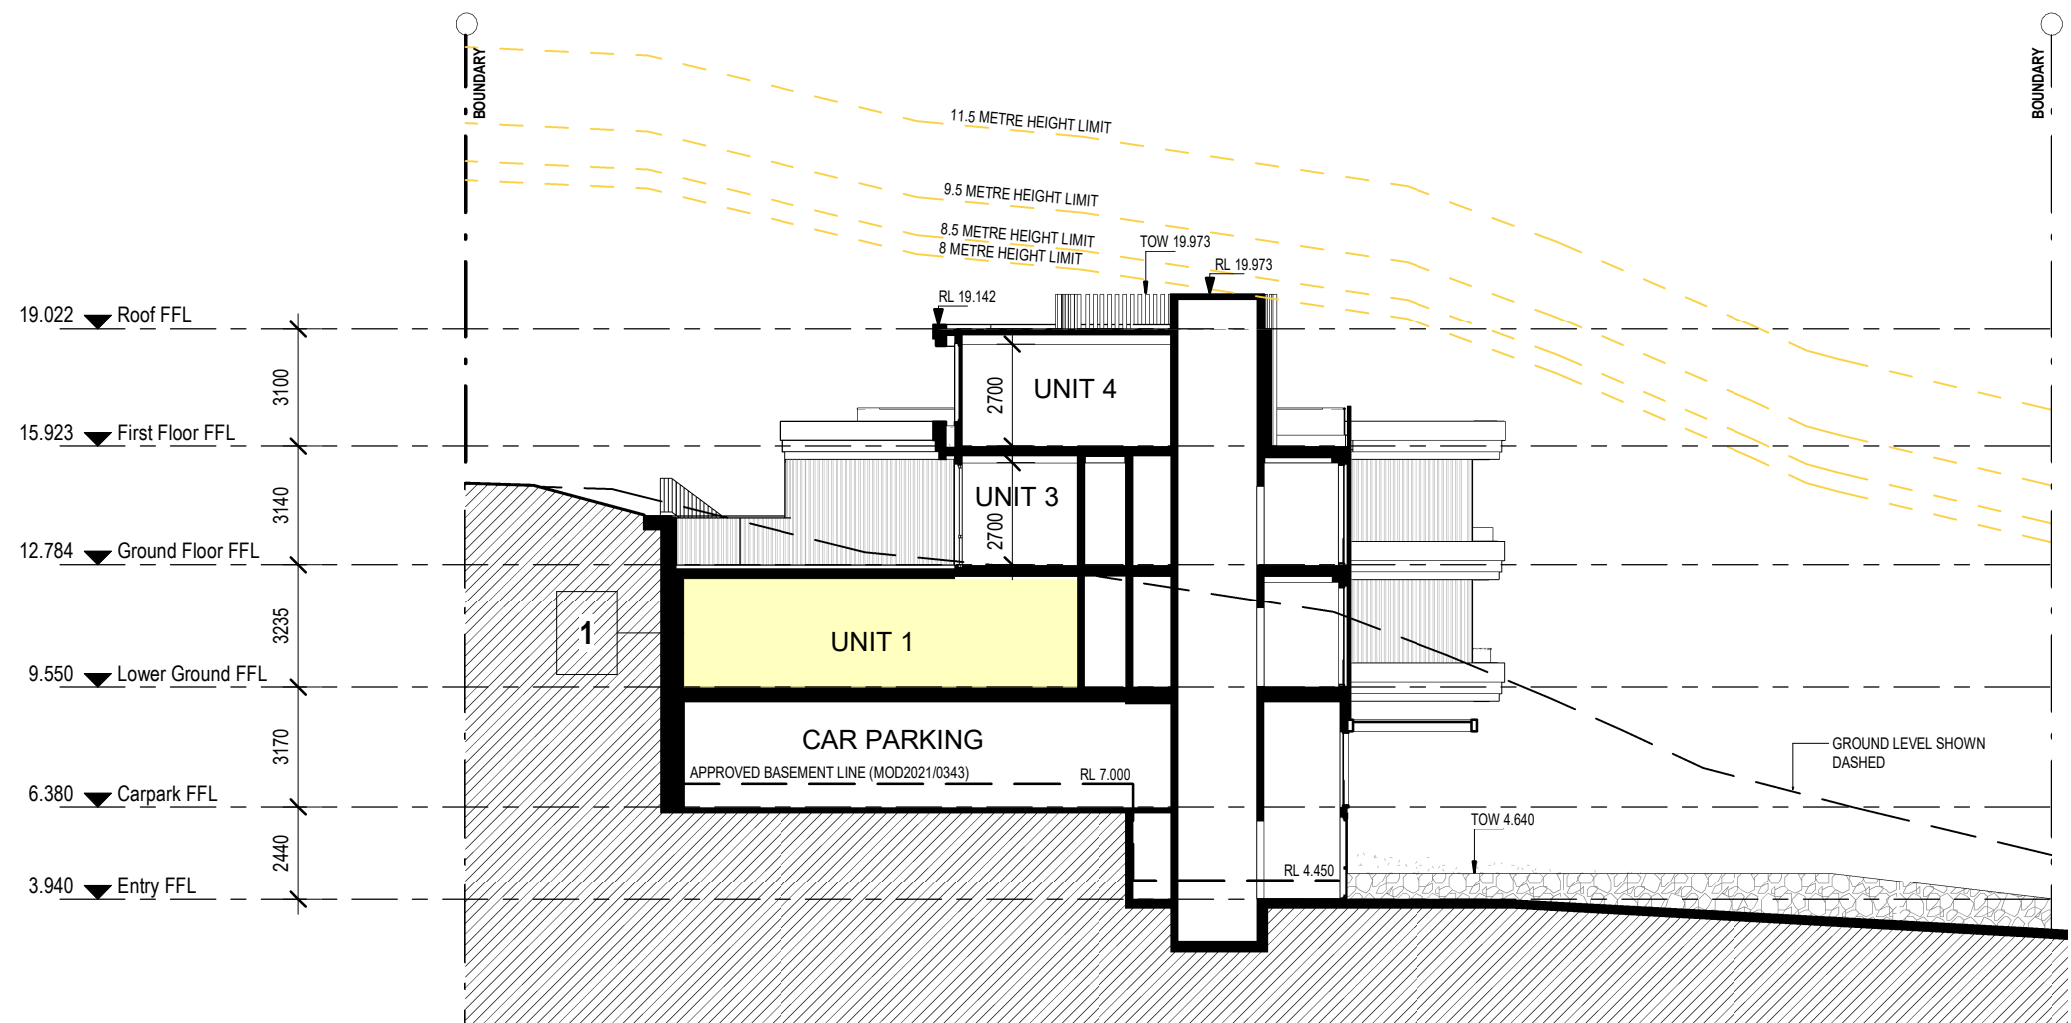 BOUNDARY
BOUNDARY
11.5 METRE HEIGHT LIMIT
9.5 METRE HEIGHT LIMIT
8.5 METRE HEIGHT LIMIT
8 METRE HEIGHT LIMIT
TOW 19.973
RL 19.973
RL 19.142
19.022 Roof FFL
3100
2700
UNIT 4
15.923 First Floor FFL
3140
2700
UNIT 3
12.784 Ground Floor FFL
3235
1
UNIT 1
9.550 Lower Ground FFL
3170
CAR PARKING
GROUND LEVEL SHOWN
DASHED
APPROVED BASEMENT LINE (MOD2021/0343)
RL 7.000
6.380 Carpark FFL
2440
TOW 4.640
RL 4.450
3.940 Entry FFL